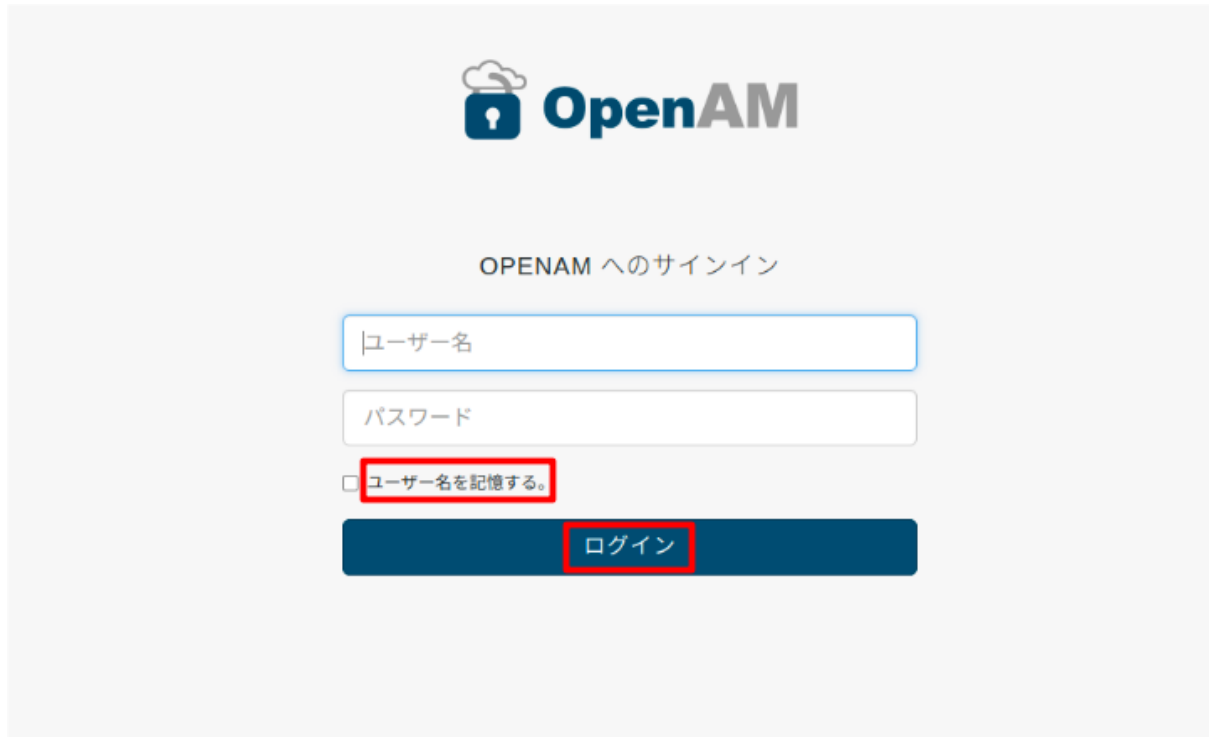 OpenAM
OPENAM へのサインイン
ユーザー名
パスワード
ユーザー名を記憶する。
ログイン